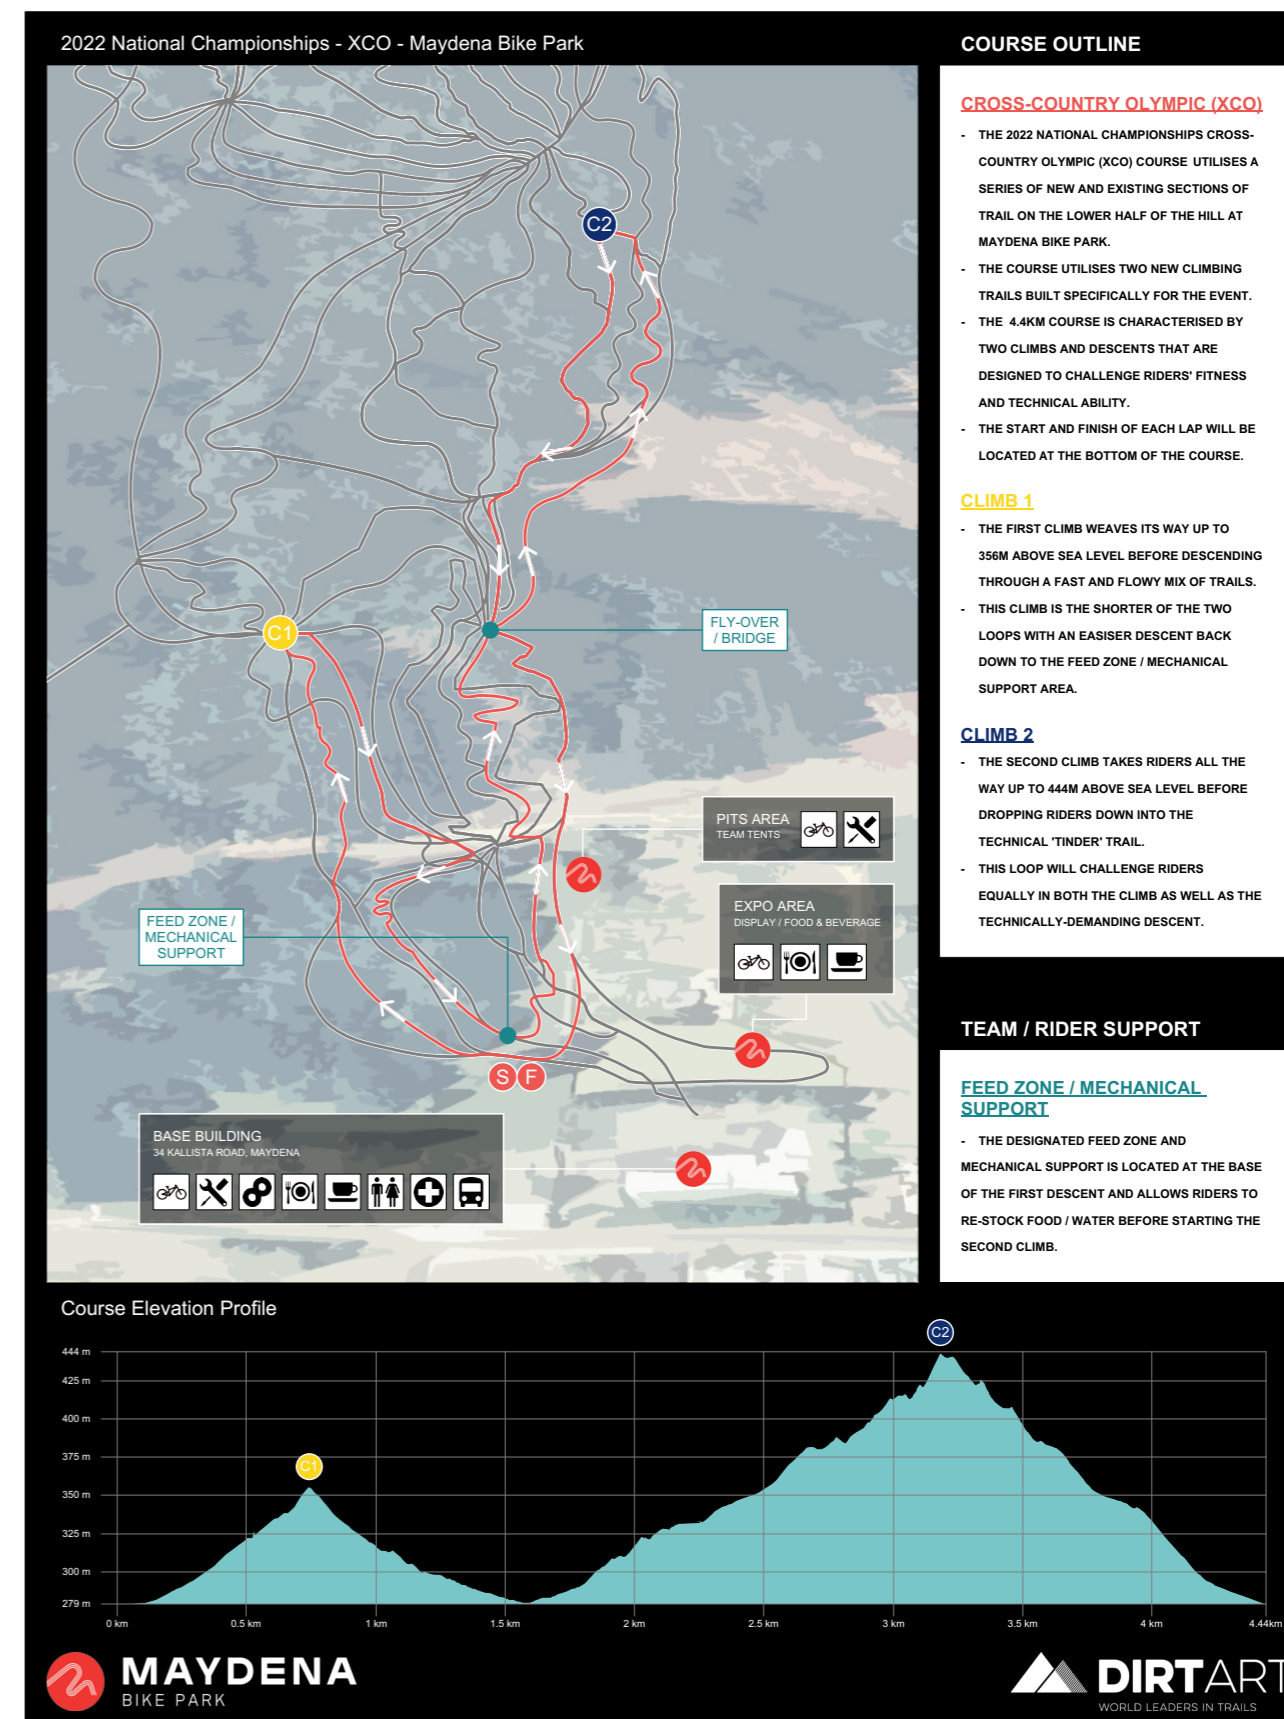 2022 National Championships - XCO - Maydena Bike Park
C2
C1
FLY-OVER
/ BRIDGE
PITS AREA
TEAM TENTS
EXPO AREA
DISPLAY / FOOD & BEVERAGE
FEED ZONE /
MECHANICAL
SUPPORT
S F
BASE BUILDING
34 KALLISTA ROAD, MAYDENA
COURSE OUTLINE
CROSS-COUNTRY OLYMPIC (XCO)
- THE 2022 NATIONAL CHAMPIONSHIPS CROSS-
COUNTRY OLYMPIC (XCO) COURSE UTILISES A
SERIES OF NEW AND EXISTING SECTIONS OF
TRAIL ON THE LOWER HALF OF THE HILL AT
MAYDENA BIKE PARK.
- THE COURSE UTILISES TWO NEW CLIMBING
TRAILS BUILT SPECIFICALLY FOR THE EVENT.
- THE 4.4KM COURSE IS CHARACTERISED BY
TWO CLIMBS AND DESCENTS THAT ARE
DESIGNED TO CHALLENGE RIDERS' FITNESS
AND TECHNICAL ABILITY.
- THE START AND FINISH OF EACH LAP WILL BE
LOCATED AT THE BOTTOM OF THE COURSE.
CLIMB 1
- THE FIRST CLIMB WEAVES ITS WAY UP TO
356M ABOVE SEA LEVEL BEFORE DESCENDING
THROUGH A FAST AND FLOWY MIX OF TRAILS.
- THIS CLIMB IS THE SHORTER OF THE TWO
LOOPS WITH AN EASISER DESCENT BACK
DOWN TO THE FEED ZONE / MECHANICAL
SUPPORT AREA.
CLIMB 2
- THE SECOND CLIMB TAKES RIDERS ALL THE
WAY UP TO 444M ABOVE SEA LEVEL BEFORE
DROPPING RIDERS DOWN INTO THE
TECHNICAL 'TINDER' TRAIL.
- THIS LOOP WILL CHALLENGE RIDERS
EQUALLY IN BOTH THE CLIMB AS WELL AS THE
TECHNICALLY-DEMANDING DESCENT.
TEAM / RIDER SUPPORT
FEED ZONE / MECHANICAL
SUPPORT
- THE DESIGNATED FEED ZONE AND
MECHANICAL SUPPORT IS LOCATED AT THE BASE
OF THE FIRST DESCENT AND ALLOWS RIDERS TO
RE-STOCK FOOD / WATER BEFORE STARTING THE
SECOND CLIMB.
Course Elevation Profile
C2
C1
444 m
425 m
400 m
375 m
350 m
325 m
300 m
279 m
0 km 0.5 km 1 km 1.5 km 2 km 2.5 km 3 km 3.5 km 4 km 4.44km
MAYDENA
BIKE PARK
DIRTART
WORLD LEADERS IN TRAILS